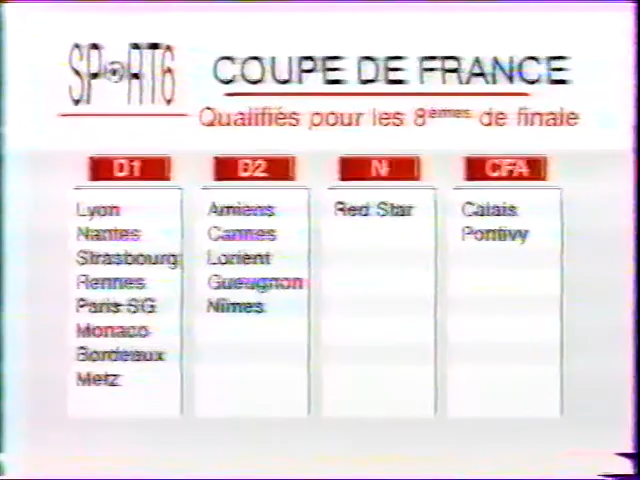 SPORT6
COUPE DE FRANCE
Qualifiés pour les 8èmes de finale
D1
Lyon
Nantes
Strasbourg
Rennes
Paris SG
Monaco
Bordeaux
Metz
D2
Amiens
Cannes
Lorient
Gueugnon
Nîmes
N
Red Star
CFA
Calais
Pontivy